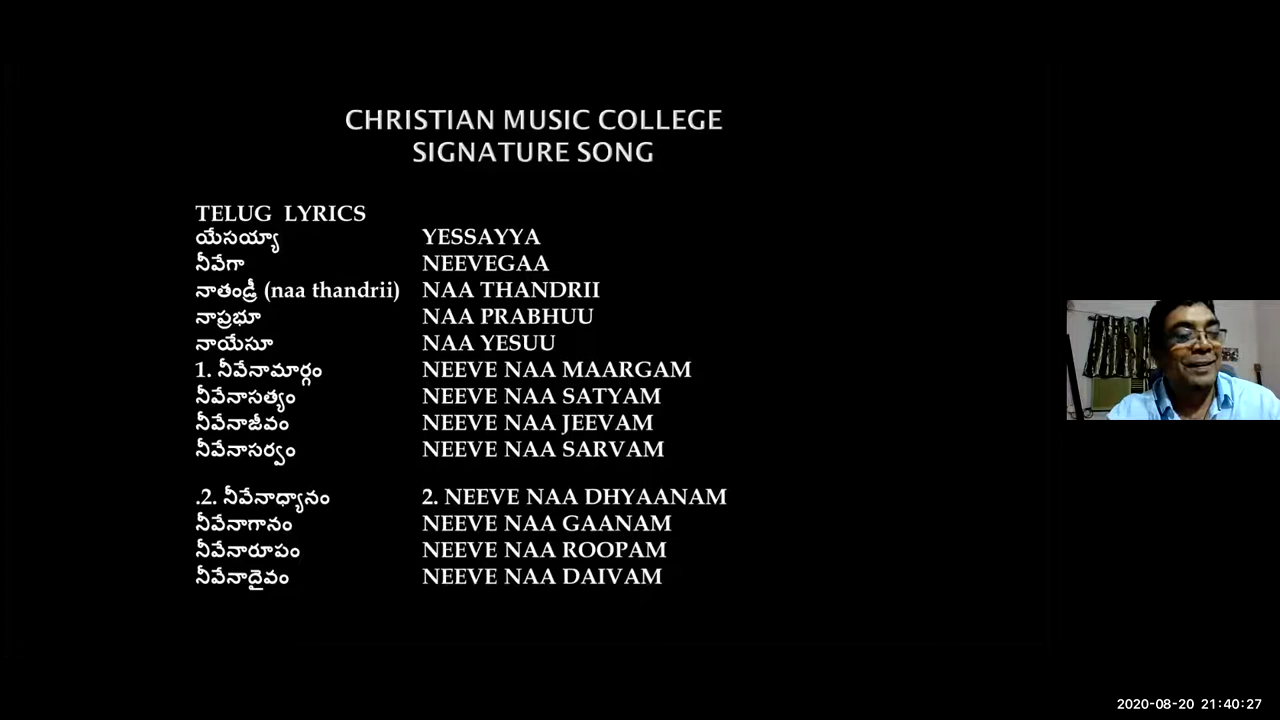 CHRISTIAN MUSIC COLLEGE
SIGNATURE SONG
TELUG LYRICS
యేసయ్యా YESSAYYA
నీవేగా NEEVEGAA
నాతండ్రీ (naa thandrii) NAA THANDRII
నాప్రభూ NAA PRABHUU
నాయేసూ NAA YESUU
1. నీవేనామార్గం NEEVE NAA MAARGAM
నీవేనాసత్యం NEEVE NAA SATYAM
నీవేనాజీవం NEEVE NAA JEEVAM
నీవేనాసర్వం NEEVE NAA SARVAM
.2. నీవేనాధ్యానం 2. NEEVE NAA DHYAANAM
నీవేనాగానం NEEVE NAA GAANAM
నీవేనారూపం NEEVE NAA ROOPAM
నీవేనాదైవం NEEVE NAA DAIVAM
2020-08-20 21:40:27